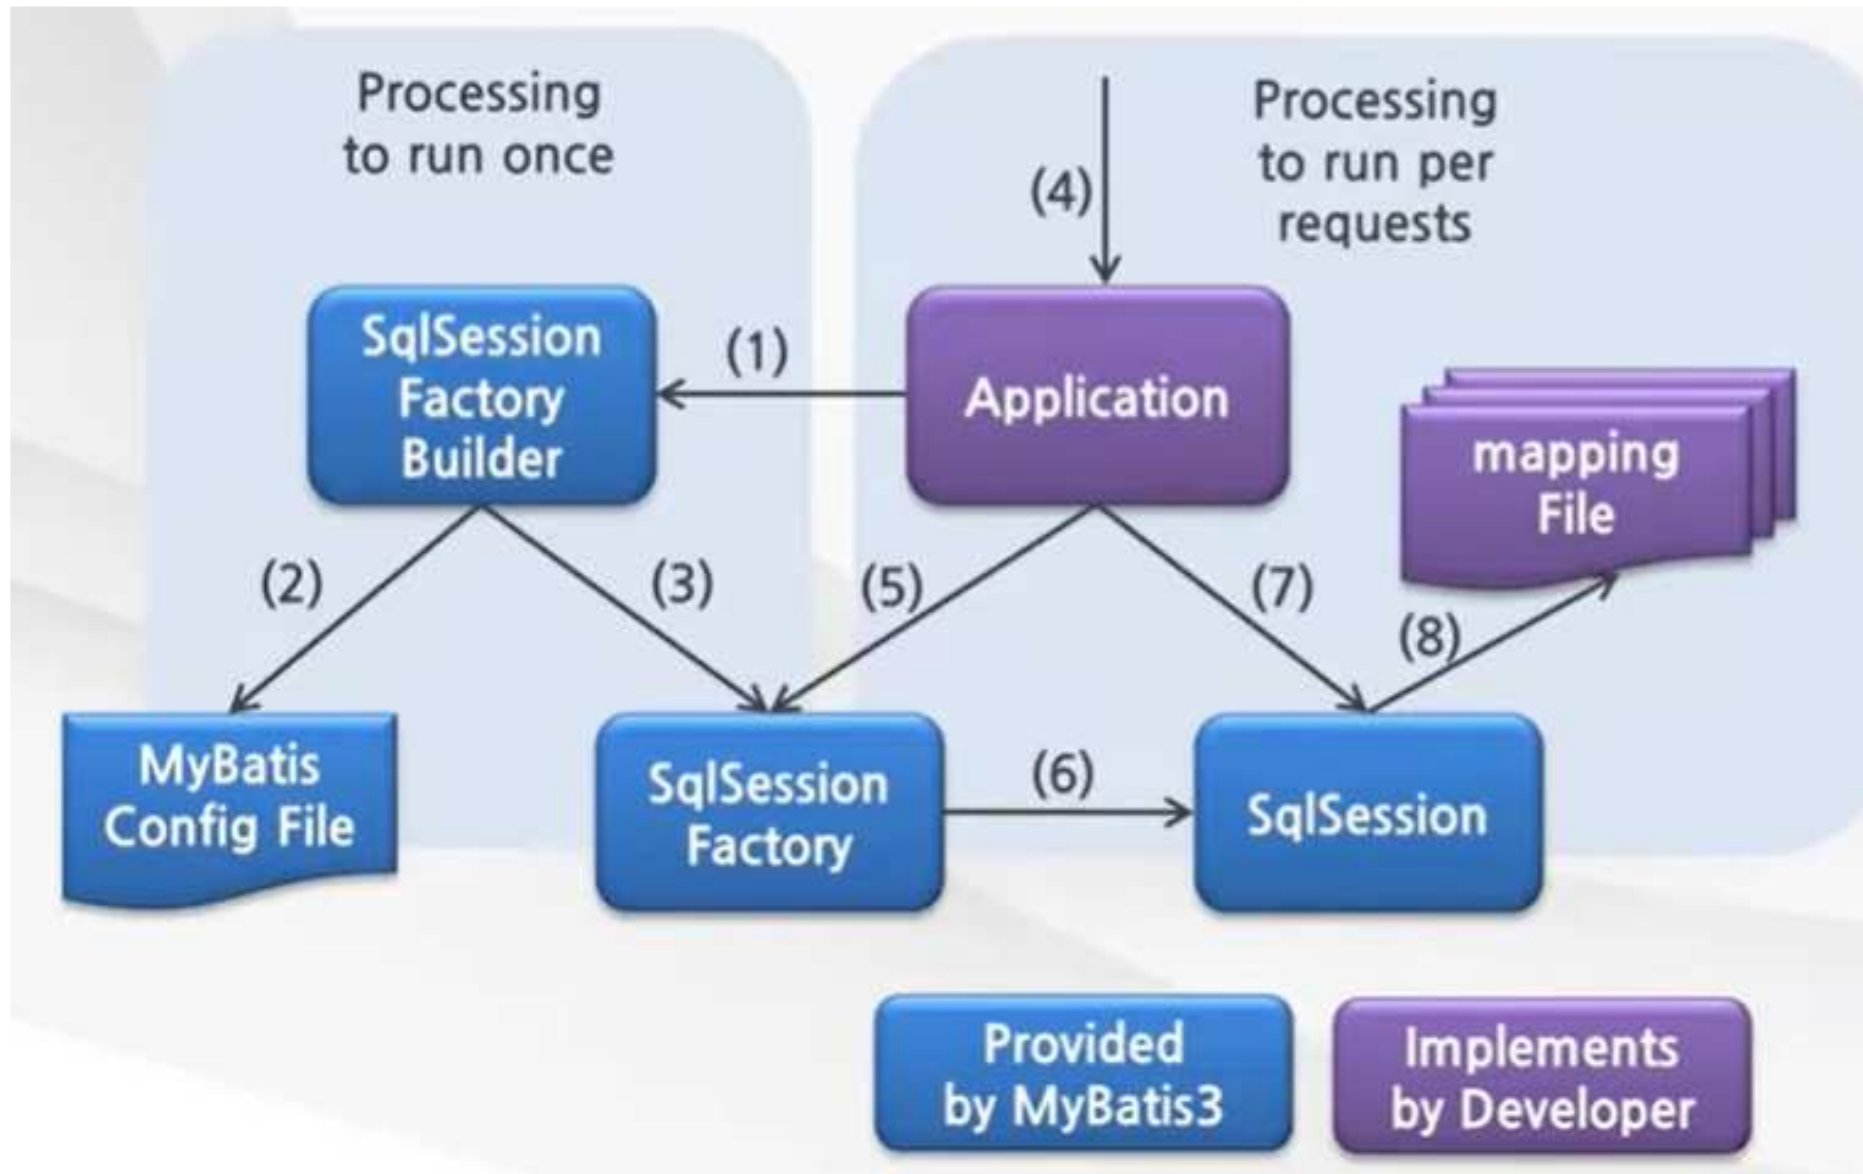 Processing
to run once
Processing
to run per
requests
(4)
SqlSession
Factory
Builder
(1)
Application
mapping
File
(2)
(3)
(5)
(7)
(8)
MyBatis
Config File
SqlSession
Factory
(6)
SqlSession
Provided
by MyBatis3
Implements
by Developer